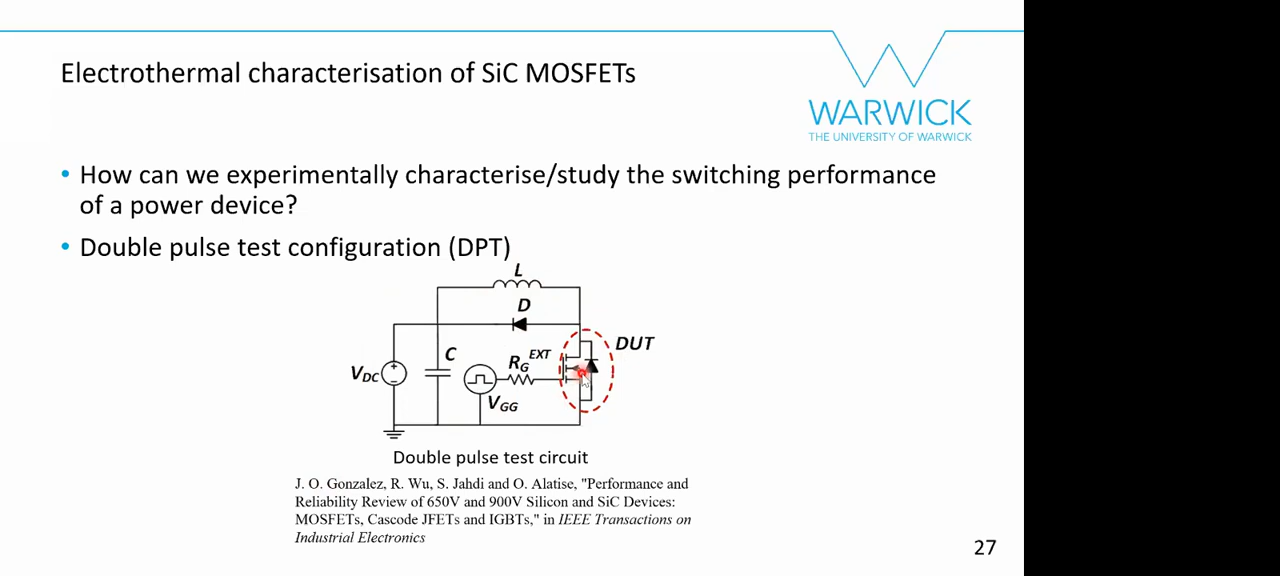 Electrothermal characterisation of SiC MOSFETs
WARWICK
THE UNIVERSITY OF WARWICK
• How can we experimentally characterise/study the switching performance
of a power device?
• Double pulse test configuration (DPT)
L
D
C
RG EXT
DUT
VDC
VGG
Double pulse test circuit
J. O. Gonzalez, R. Wu, S. Jahdi and O. Alatise, "Performance and
Reliability Review of 650V and 900V Silicon and SiC Devices:
MOSFETs, Cascode JFETs and IGBTs," in IEEE Transactions on
Industrial Electronics
27